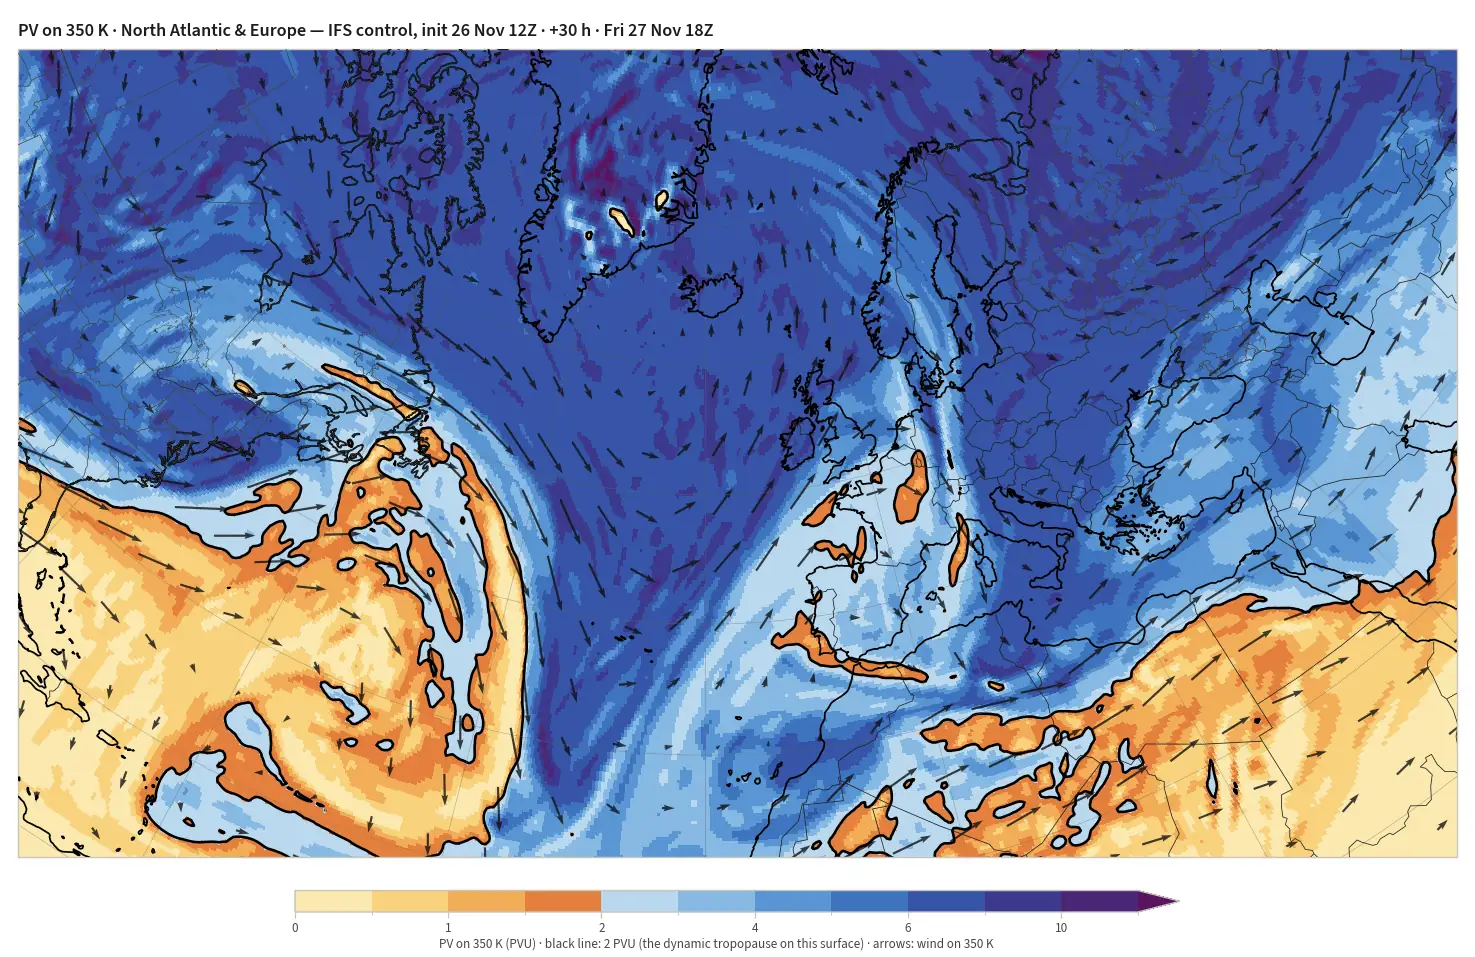 PV on 350 K · North Atlantic & Europe — IFS control, init 26 Nov 12Z · +30 h · Fri 27 Nov 18Z
0 1 2 4 6 10
PV on 350 K (PVU) · black line: 2 PVU (the dynamic tropopause on this surface) · arrows: wind on 350 K